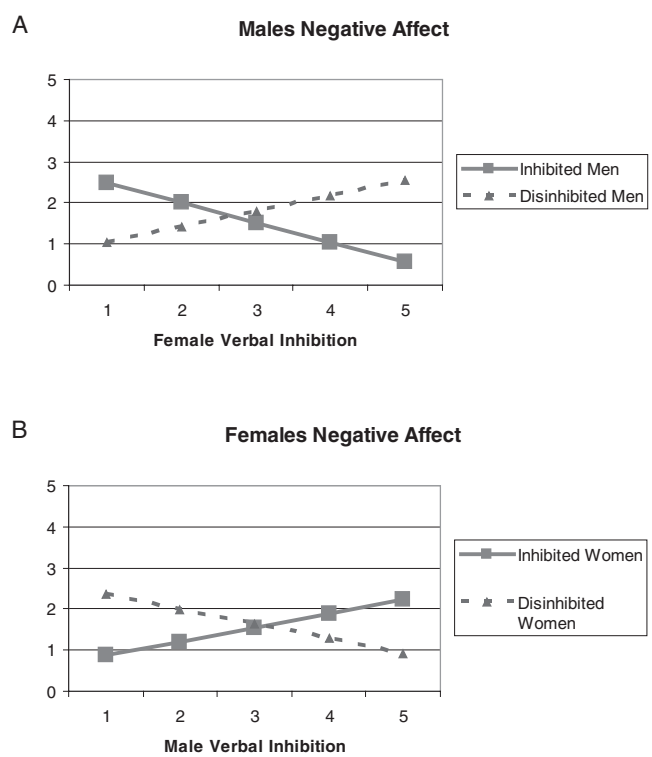 A
Males Negative Affect
5
4
3
2
1
0
1 2 3 4 5
Female Verbal Inhibition
Inhibited Men
Disinhibited Men
B
Females Negative Affect
5
4
3
2
1
0
1 2 3 4 5
Male Verbal Inhibition
Inhibited Women
Disinhibited
Women